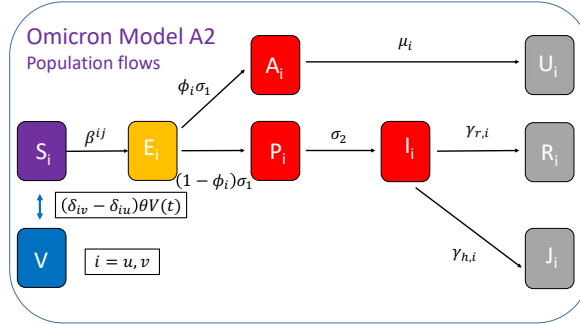 Omicron Model A2
Population flows
A_i
μ_i
U_i
ϕ_iσ_1
S_i
β^{ij}
E_i
(1 − ϕ_i)σ_1
P_i
σ_2
I_i
γ_{r,i}
R_i
(δ_{iv} − δ_{iu})θV(t)
V
i = u, v
γ_{h,i}
J_i